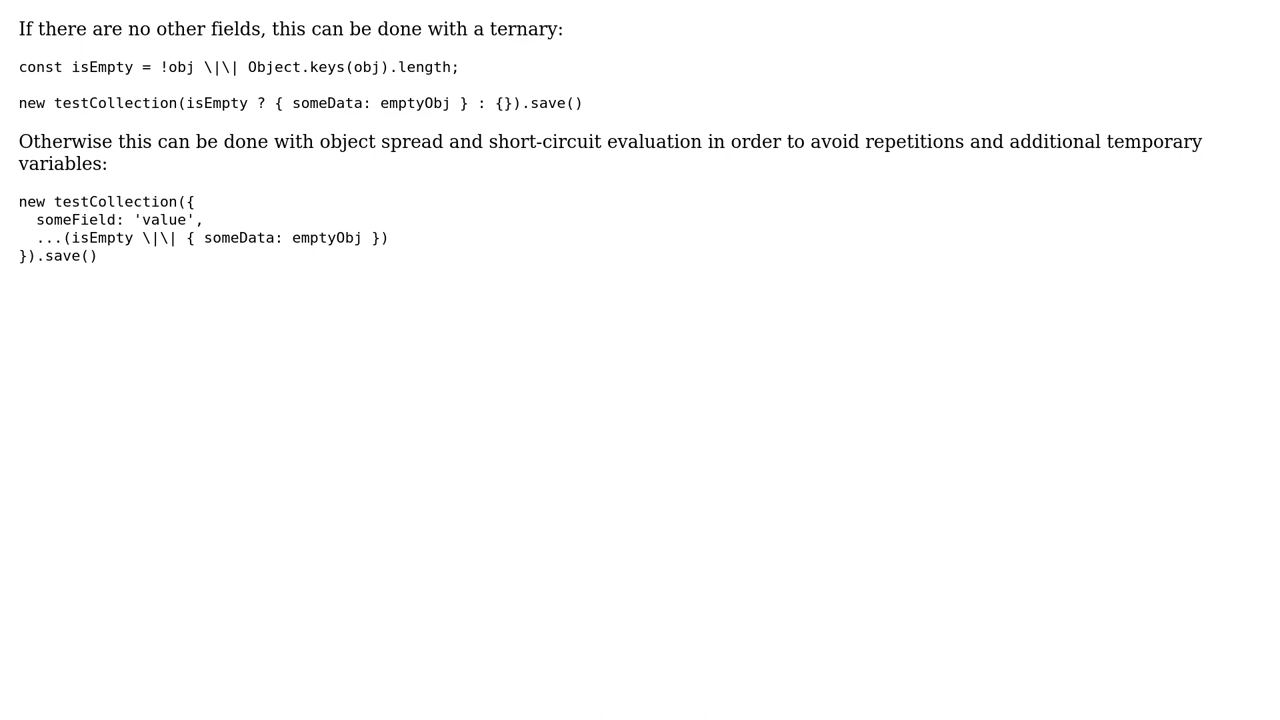 If there are no other fields, this can be done with a ternary:
const isEmpty = !obj \|\| Object.keys(obj).length;
new testCollection(isEmpty ? { someData: emptyObj } : {}).save()
Otherwise this can be done with object spread and short-circuit evaluation in order to avoid repetitions and additional temporary
variables:
new testCollection({
  someField: 'value',
  ...(isEmpty \|\| { someData: emptyObj })
}).save()